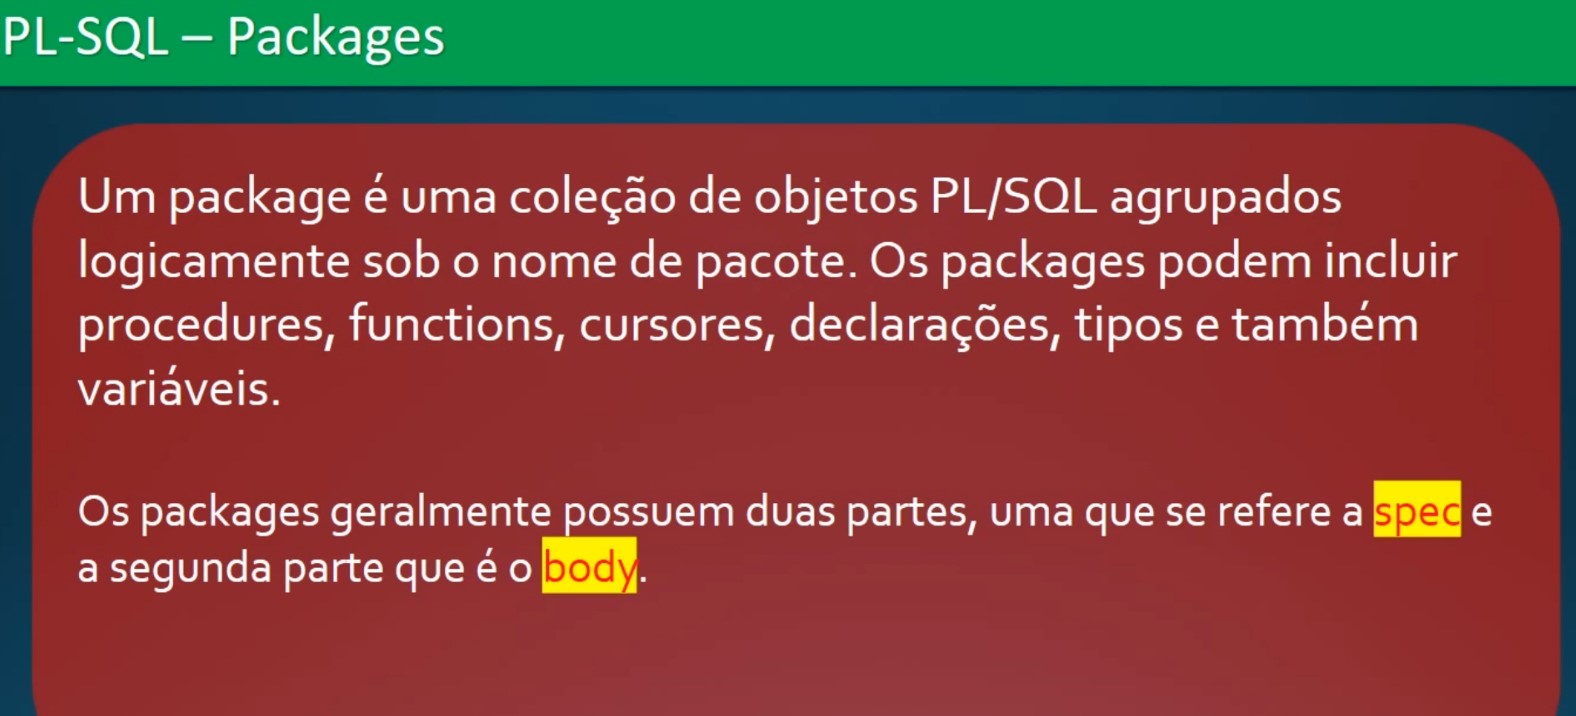 PL-SQL – Packages
Um package é uma coleção de objetos PL/SQL agrupados
logicamente sob o nome de pacote. Os packages podem incluir
procedures, functions, cursores, declarações, tipos e também
variáveis.
Os packages geralmente possuem duas partes, uma que se refere a spec e
a segunda parte que é o body.